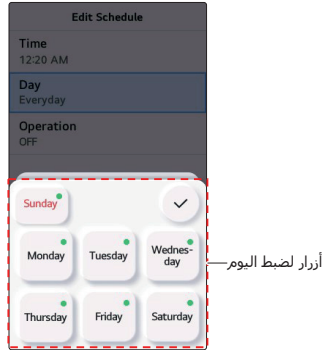 Edit Schedule
Time
12:20 AM
Day
Everyday
Operation
OFF
Sunday
Monday
Tuesday
Wednes-
day
أزرار لضبط اليوم
Thursday
Friday
Saturday